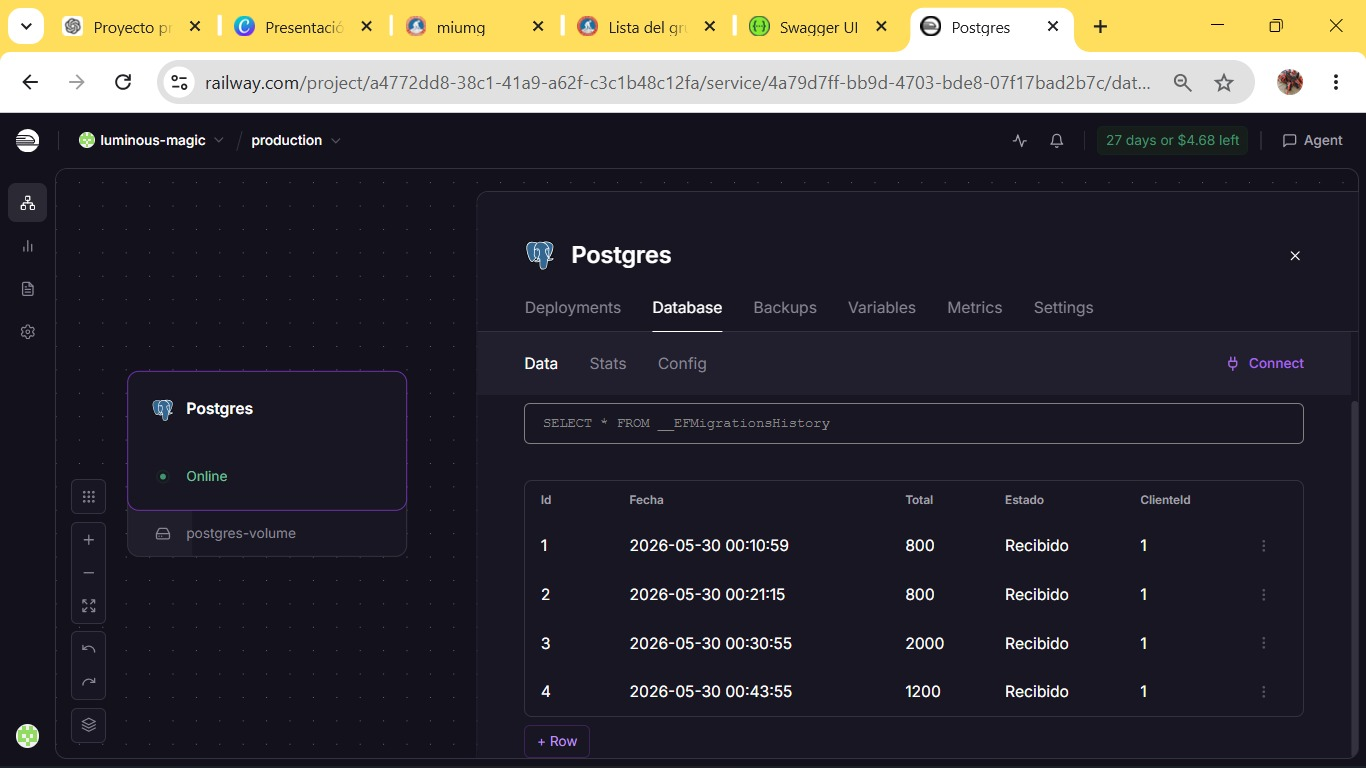 Proyecto pr
Presentació
miumg
Lista del gru
Swagger UI
Postgres
railway.com/project/a4772dd8-38c1-41a9-a62f-c3c1b48c12fa/service/4a79d7ff-bb9d-4703-bde8-07f17bad2b7c/dat...
luminous-magic / production
27 days or $4.68 left
Agent
Postgres
Deployments Database Backups Variables Metrics Settings
Data Stats Config Connect
Postgres
Online
postgres-volume
SELECT * FROM __EFMigrationsHistory
Id Fecha Total Estado ClienteId
1 2026-05-30 00:10:59 800 Recibido 1
2 2026-05-30 00:21:15 800 Recibido 1
3 2026-05-30 00:30:55 2000 Recibido 1
4 2026-05-30 00:43:55 1200 Recibido 1
+ Row